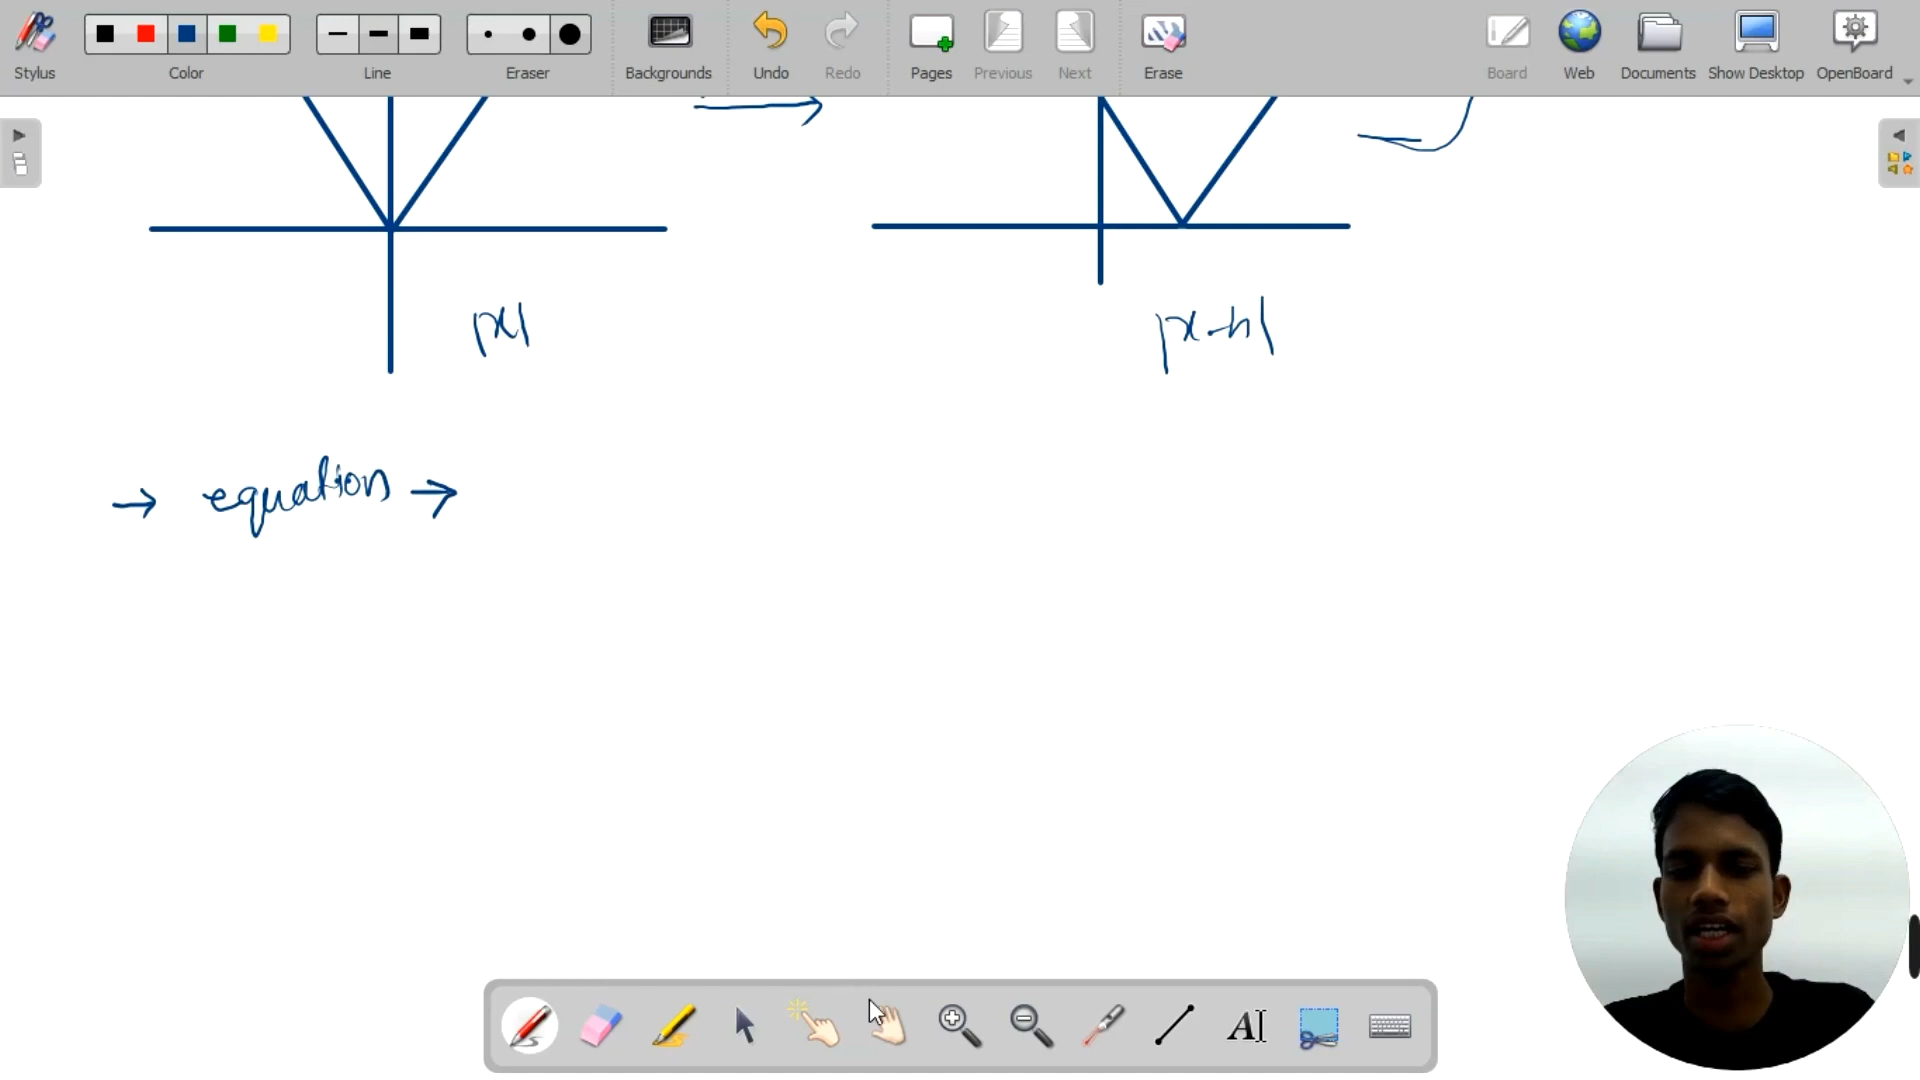 Stylus Color Line Eraser Backgrounds Undo Redo Pages Previous Next Erase Board Web Documents Show Desktop OpenBoard
|x| |x-h|
→ equation →